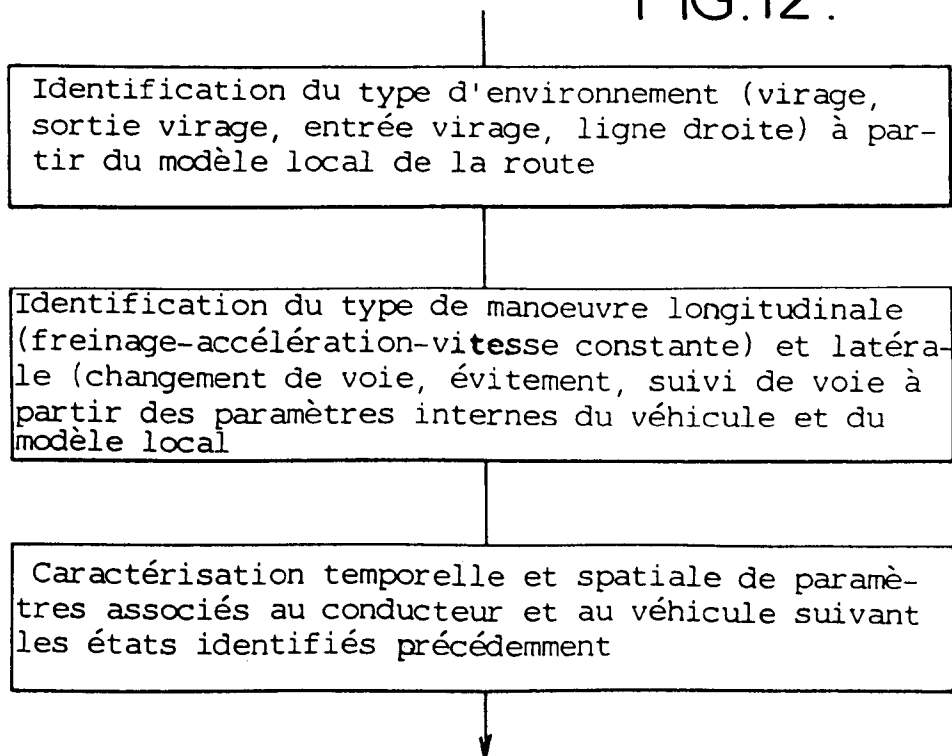 FIG.12.
Identification du type d'environnement (virage,
sortie virage, entrée virage, ligne droite) à par-
tir du modèle local de la route
Identification du type de manoeuvre longitudinale
(freinage-accélération-vitesse constante) et latéra-
le (changement de voie, évitement, suivi de voie à
partir des paramètres internes du véhicule et du
modèle local
Caractérisation temporelle et spatiale de paramè-
tres associés au conducteur et au véhicule suivant
les états identifiés précédemment